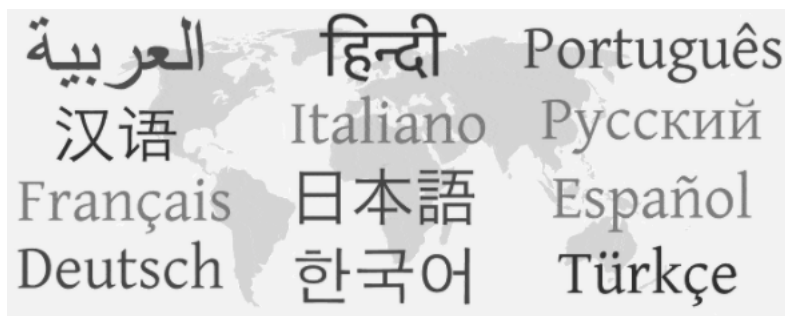 العربية हिन्दी Português
汉语 Italiano Русский
Français 日本語 Español
Deutsch 한국어 Türkçe